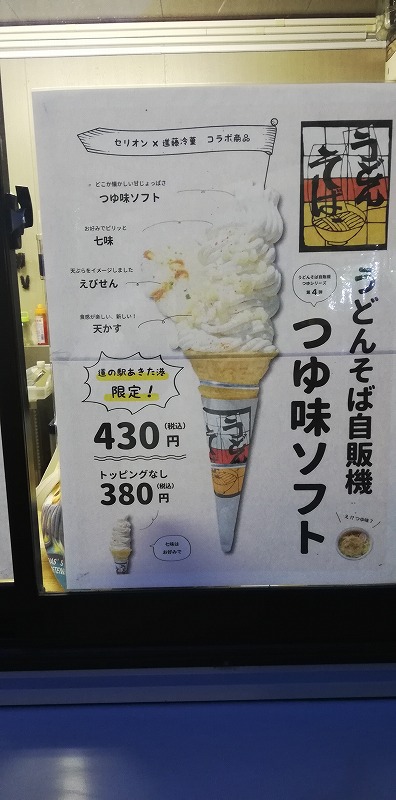 セリオン×進藤冷菓 コラボ商品
どこか懐かしい甘じょっぱさ
つゆ味ソフト
お好みでピリッと
七味
天ぷらをイメージしました
えびせん
食感が楽しい、新しい！
天かす
道の駅あきた港
限定！
430円(税込)
トッピングなし
380円(税込)
七味は
お好みで
うどん
そば
うどんそば自販機
つゆシリーズ
第4弾
うどんそば自販機
つゆ味ソフト
うどん
そば